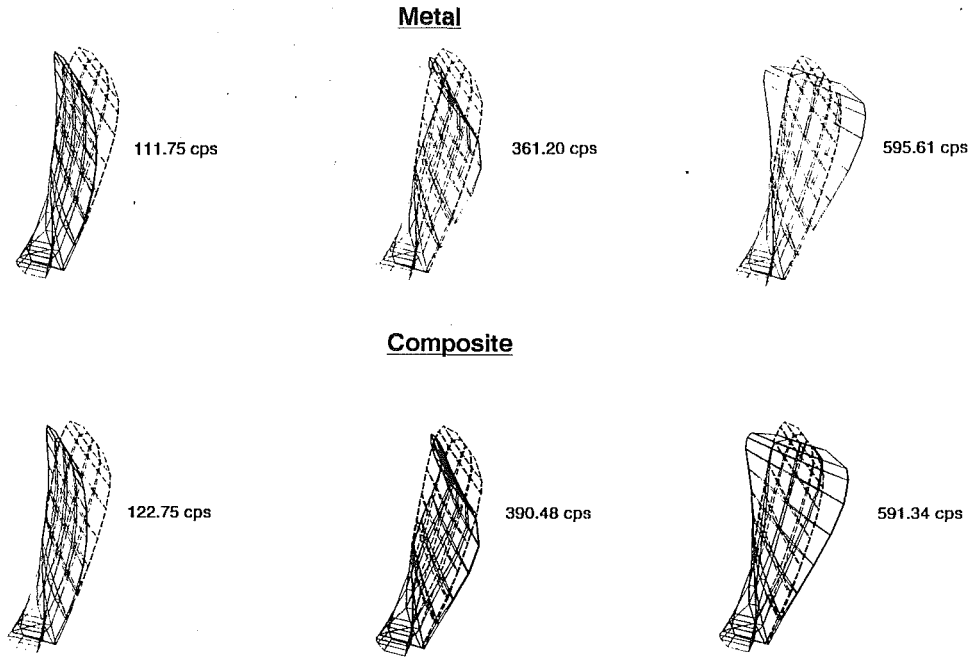 Metal
111.75 cps
361.20 cps
595.61 cps
Composite
122.75 cps
390.48 cps
591.34 cps